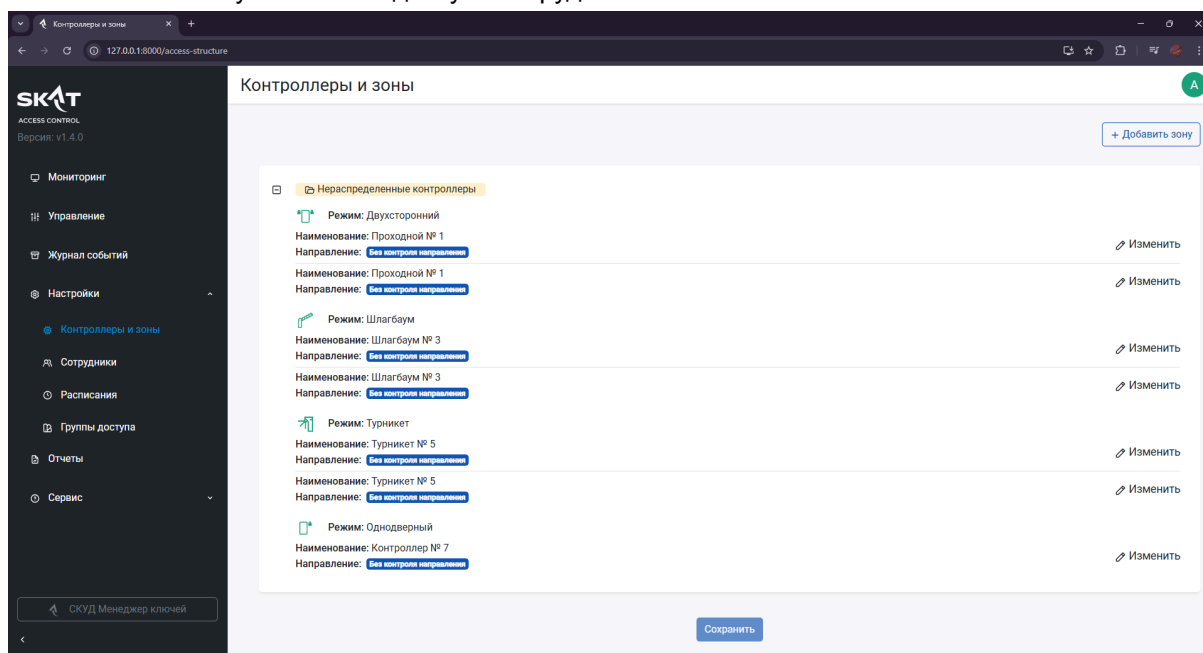 Контроллеры и зоны
127.0.0.1:8000/access-structure
SKAT
ACCESS CONTROL
Версия: v1.4.0
Мониторинг
Управление
Журнал событий
Настройки
Контроллеры и зоны
Сотрудники
Расписания
Группы доступа
Отчеты
Сервис
СКУД Менеджер ключей
Контроллеры и зоны
A
+ Добавить зону
Нераспределенные контроллеры
Режим: Двухсторонний
Наименование: Проходной № 1
Направление: Без контроля направления
Изменить
Наименование: Проходной № 1
Направление: Без контроля направления
Изменить
Режим: Шлагбаум
Наименование: Шлагбаум № 3
Направление: Без контроля направления
Изменить
Наименование: Шлагбаум № 3
Направление: Без контроля направления
Изменить
Режим: Турникет
Наименование: Турникет № 5
Направление: Без контроля направления
Изменить
Наименование: Турникет № 5
Направление: Без контроля направления
Изменить
Режим: Однодверный
Наименование: Контроллер № 7
Направление: Без контроля направления
Изменить
Сохранить